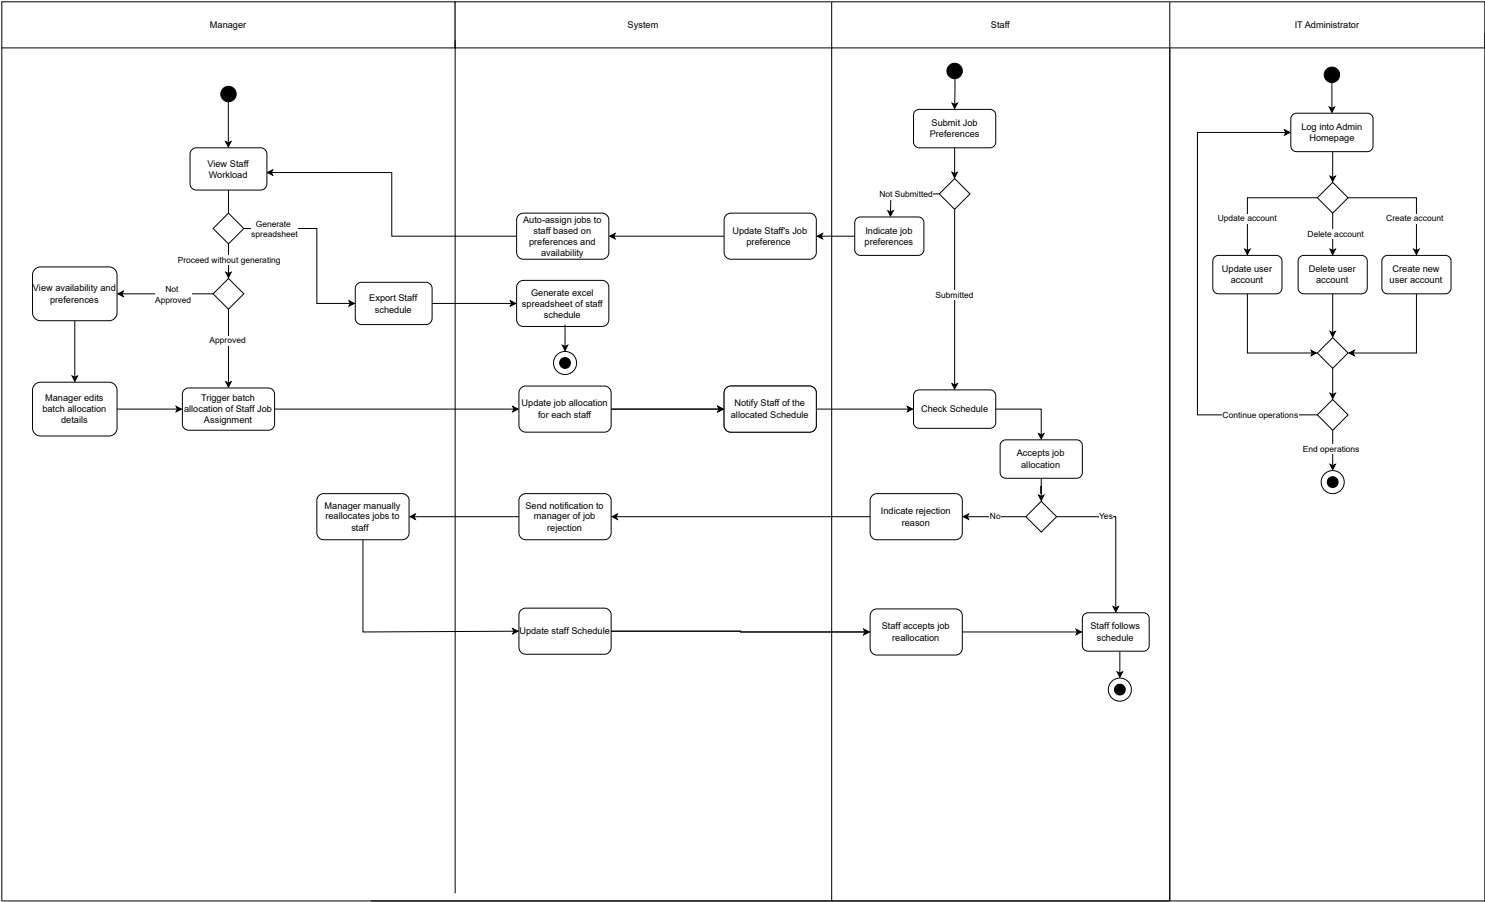 Manager
System
Staff
IT Administrator
View Staff
Workload
Generate
spreadsheet
Proceed without generating
View availability and
preferences
Not
Approved
Export Staff
schedule
Approved
Manager edits
batch allocation
details
Trigger batch
allocation of Staff Job
Assignment
Manager manually
reallocates jobs to
staff
Auto-assign jobs to
staff based on
preferences and
availability
Update Staff's Job
preference
Generate excel
spreadsheet of staff
schedule
Update job allocation
for each staff
Notify Staff of the
allocated Schedule
Send notification to
manager of job
rejection
Update staff Schedule
Submit Job
Preferences
Not Submitted
Indicate job
preferences
Submitted
Check Schedule
Accepts job
allocation
Indicate rejection
reason
No
Yes
Staff accepts job
reallocation
Staff follows
schedule
Log into Admin
Homepage
Update account
Delete account
Create account
Update user
account
Delete user
account
Create new
user account
Continue operations
End operations